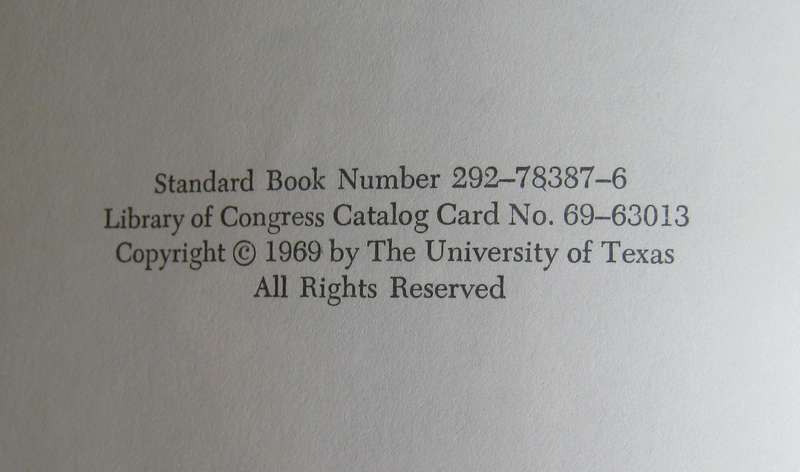 Standard Book Number 292–78387–6
Library of Congress Catalog Card No. 69–63013
Copyright © 1969 by The University of Texas
All Rights Reserved